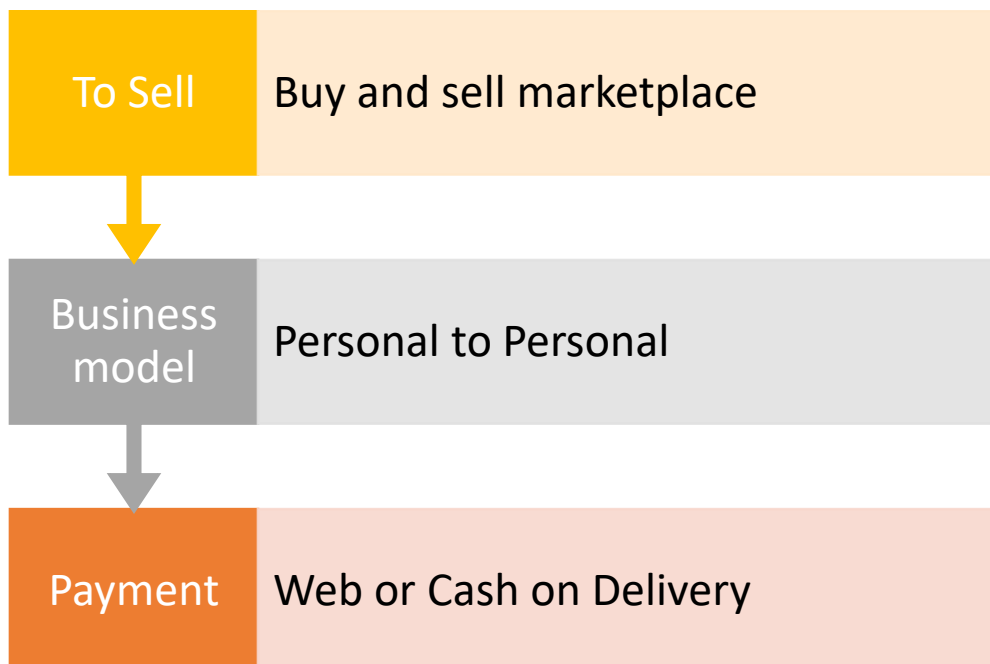 To Sell
Buy and sell marketplace
Business
model
Personal to Personal
Payment
Web or Cash on Delivery